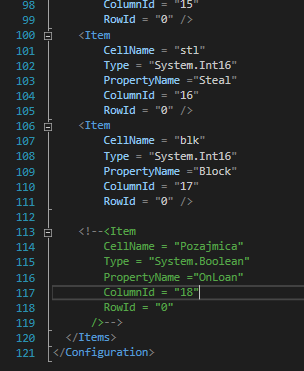 98 ColumnId = "15"
99 RowId = "0" />
100 <Item
101 CellName = "stl"
102 Type = "System.Int16"
103 PropertyName ="Steal"
104 ColumnId = "16"
105 RowId = "0" />
106 <Item
107 CellName = "blk"
108 Type = "System.Int16"
109 PropertyName ="Block"
110 ColumnId = "17"
111 RowId = "0" />
112
113 <!--<Item
114 CellName = "Pozajmica"
115 Type = "System.Boolean"
116 PropertyName ="OnLoan"
117 ColumnId = "18"
118 RowId = "0"
119 />-->
120 </Items>
121 </Configuration>